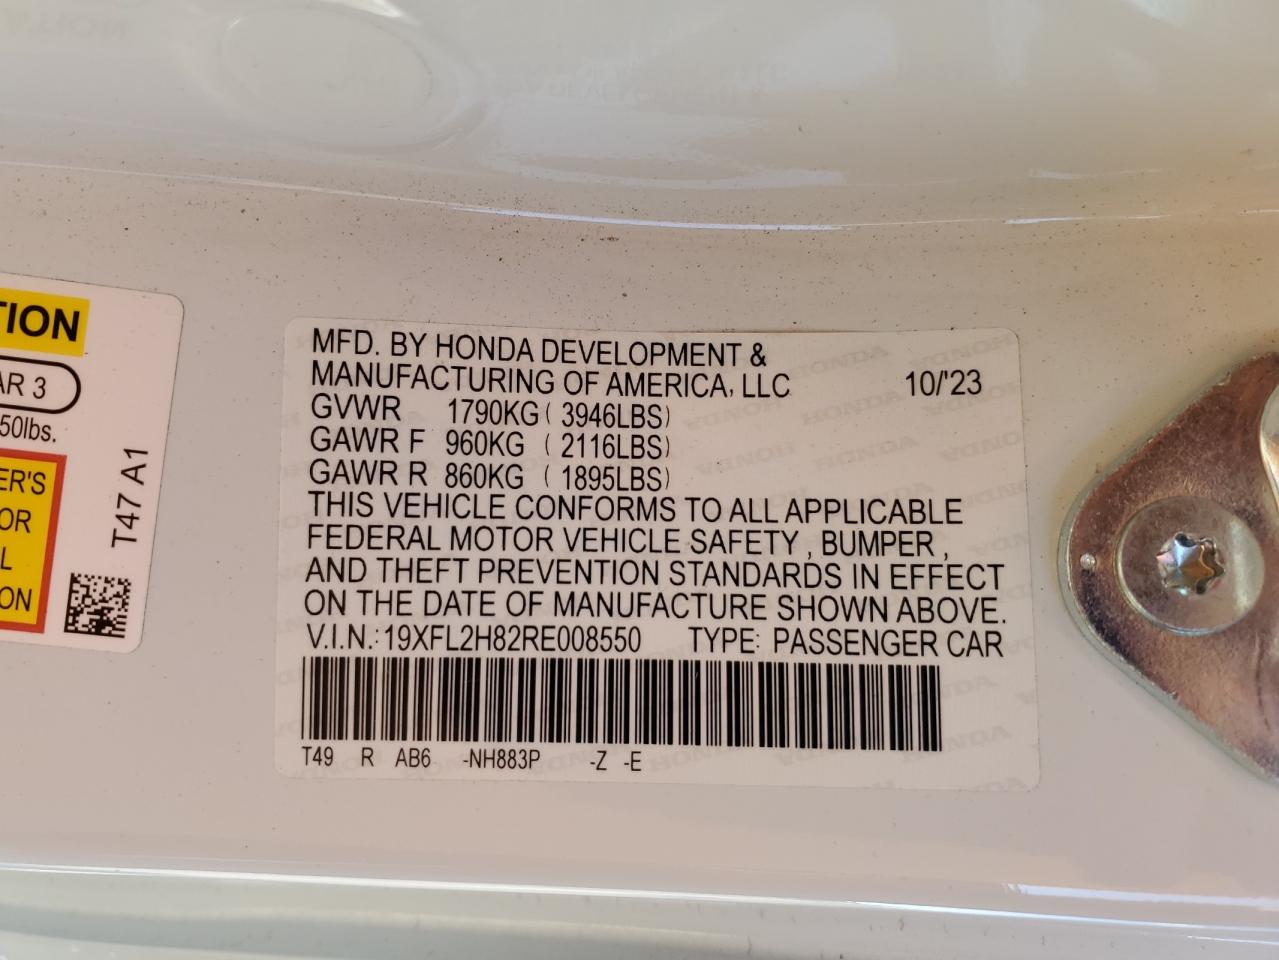 TION
AR 3
50lbs.
ER'S
OR
L
ON
T47 A1
MFD. BY HONDA DEVELOPMENT &
MANUFACTURING OF AMERICA, LLC 10/'23
GVWR 1790KG ( 3946LBS)
GAWR F 960KG ( 2116LBS)
GAWR R 860KG ( 1895LBS)
THIS VEHICLE CONFORMS TO ALL APPLICABLE
FEDERAL MOTOR VEHICLE SAFETY , BUMPER ,
AND THEFT PREVENTION STANDARDS IN EFFECT
ON THE DATE OF MANUFACTURE SHOWN ABOVE.
V.I.N.: 19XFL2H82RE008550 TYPE: PASSENGER CAR
T49 R AB6 -NH883P -Z -E